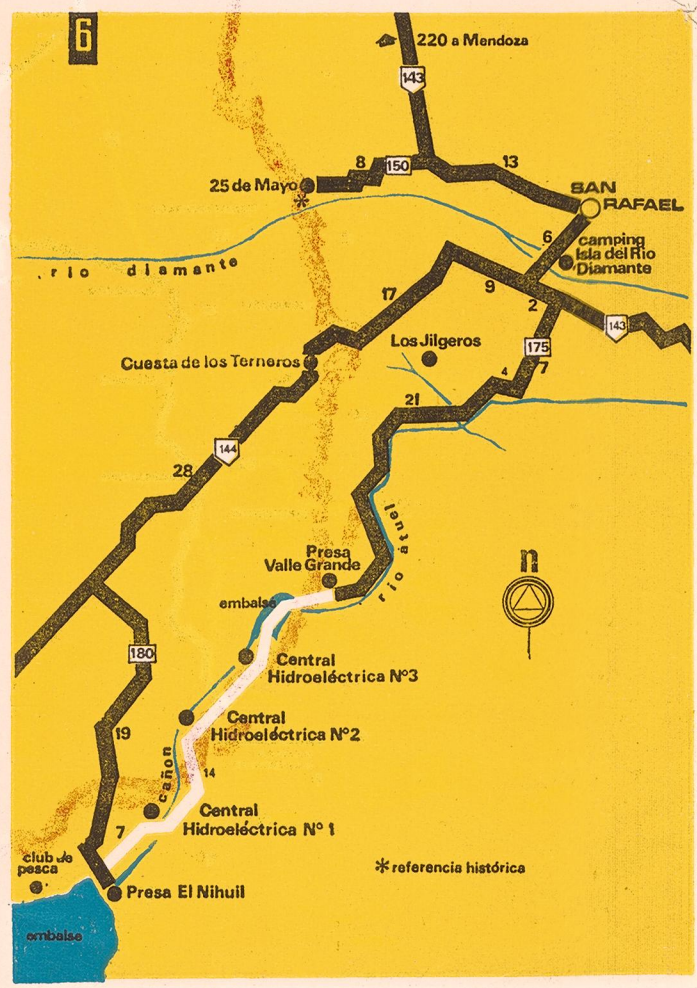 6
220 a Mendoza
143
8
150
13
25 de Mayo
*
SAN
RAFAEL
6
camping
Isla del Rio
Diamante
rio diamante
9
2
17
143
Los Jilgeros
175
7
Cuesta de los Terneros
4
21
144
28
rio atuel
Presa
Valle Grande
n
embalse
180
Central
Hidroeléctrica Nº3
Central
Hidroeléctrica Nº2
19
cañon
14
Central
Hidroeléctrica Nº 1
7
club de
pesca
*referencia histórica
Presa El Nihuil
embalse